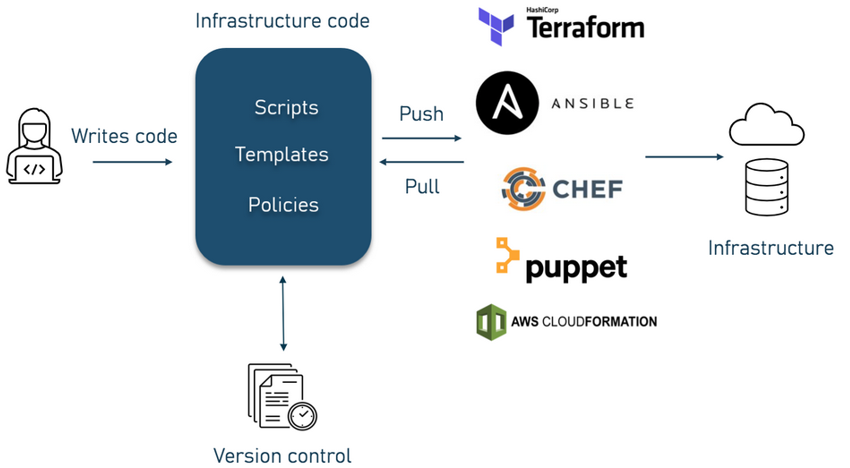 Infrastructure code
Scripts
Templates
Policies
Writes code
</>
Push
Pull
HashiCorp
Terraform
ANSIBLE
CHEF
puppet
AWS CLOUDFORMATION
Infrastructure
Version control